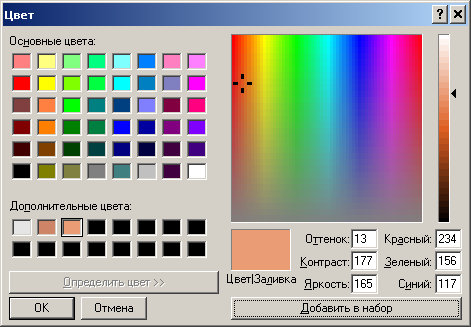 Цвет
Основные цвета:
Дополнительные цвета:
Определить цвет >>
OK
Отмена
Цвет|Заливка
Оттенок: 13
Контраст: 177
Яркость: 165
Красный: 234
Зеленый: 156
Синий: 117
Добавить в набор